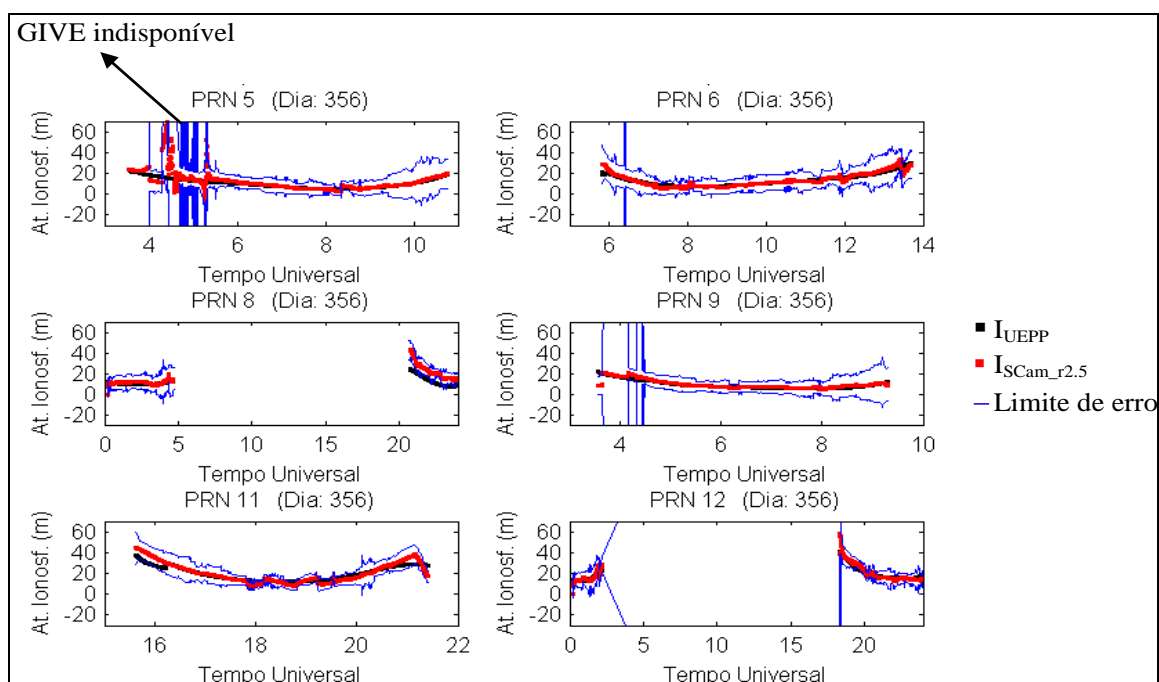 GIVE indisponível
PRN 5 (Dia: 356)
At. Ionosf. (m)
60
40
20
0
-20
4
6
8
10
Tempo Universal
PRN 6 (Dia: 356)
At. Ionosf. (m)
60
40
20
0
-20
6
8
10
12
14
Tempo Universal
PRN 8 (Dia: 356)
At. Ionosf. (m)
60
40
20
0
-20
0
5
10
15
20
Tempo Universal
PRN 9 (Dia: 356)
At. Ionosf. (m)
60
40
20
0
-20
4
6
8
10
Tempo Universal
I_UEPP
I_SCam_r2.5
Limite de erro
PRN 11 (Dia: 356)
At. Ionosf. (m)
60
40
20
0
-20
16
18
20
22
Tempo Universal
PRN 12 (Dia: 356)
At. Ionosf. (m)
60
40
20
0
-20
0
5
10
15
20
Tempo Universal